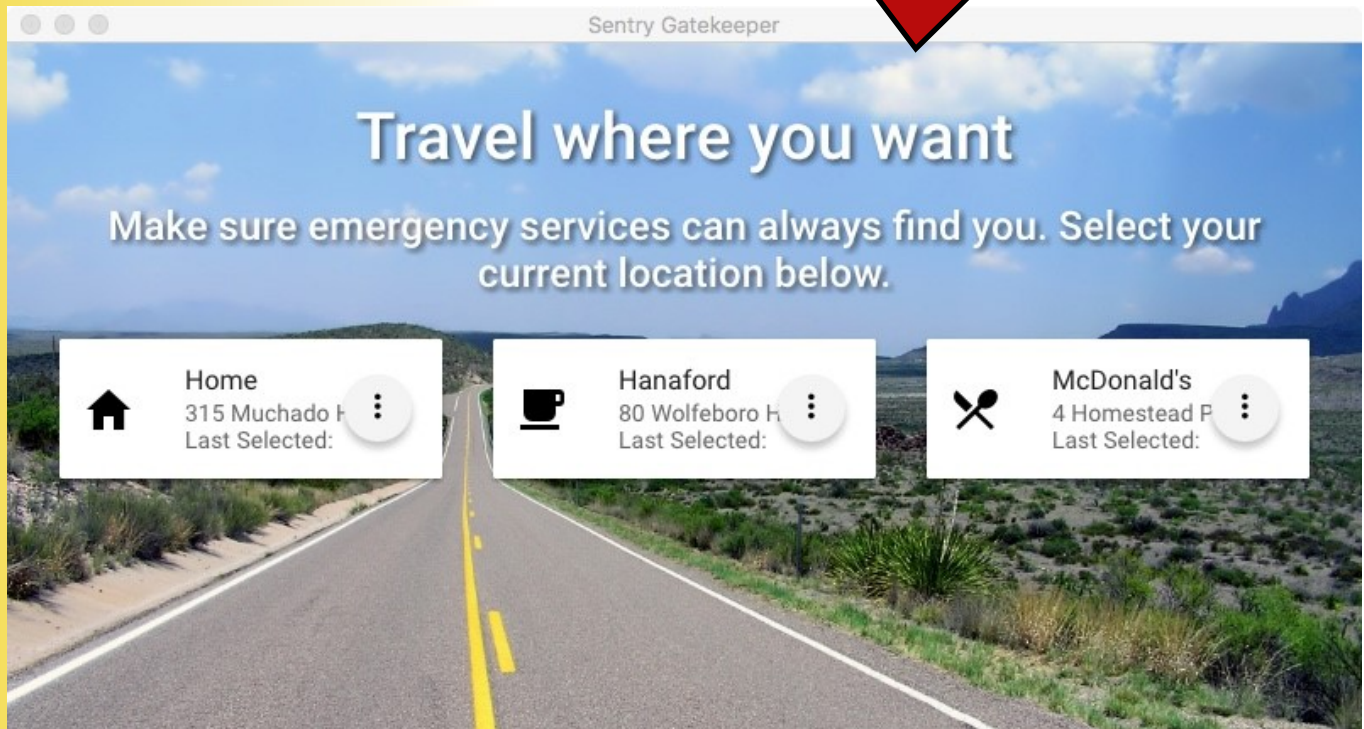 Sentry Gatekeeper
Travel where you want
Make sure emergency services can always find you. Select your
current location below.
Home
315 Muchado
Last Selected:
Hanaford
80 Wolfeboro
Last Selected:
McDonald's
4 Homestead
Last Selected: